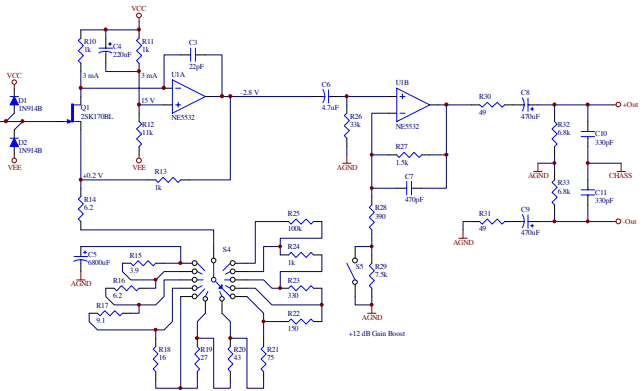 VCC
R10
1k
C4
220uF
R11
1k
3 mA
3 mA
C3
22pF
VCC
D1
1N914B
Q1
2SK170BL
D2
1N914B
VEE
15 V
R12
11k
VEE
U1A
NE5532
-2.8 V
C6
4.7uF
R26
33k
AGND
U1B
NE5532
R27
1.5k
C7
470pF
R28
390
S5
R29
7.5k
AGND
+12 dB Gain Boost
R30
49
C8
470uF
+Out
R32
6.8k
C10
330pF
AGND
CHASS
R33
6.8k
C11
330pF
R31
49
C9
470uF
-Out
AGND
+0.2 V
R13
1k
R14
6.2
C5
6800uF
AGND
R15
3.9
R16
6.2
R17
9.1
S4
R25
100k
R24
1k
R23
330
R22
150
R18
16
R19
27
R20
43
R21
75